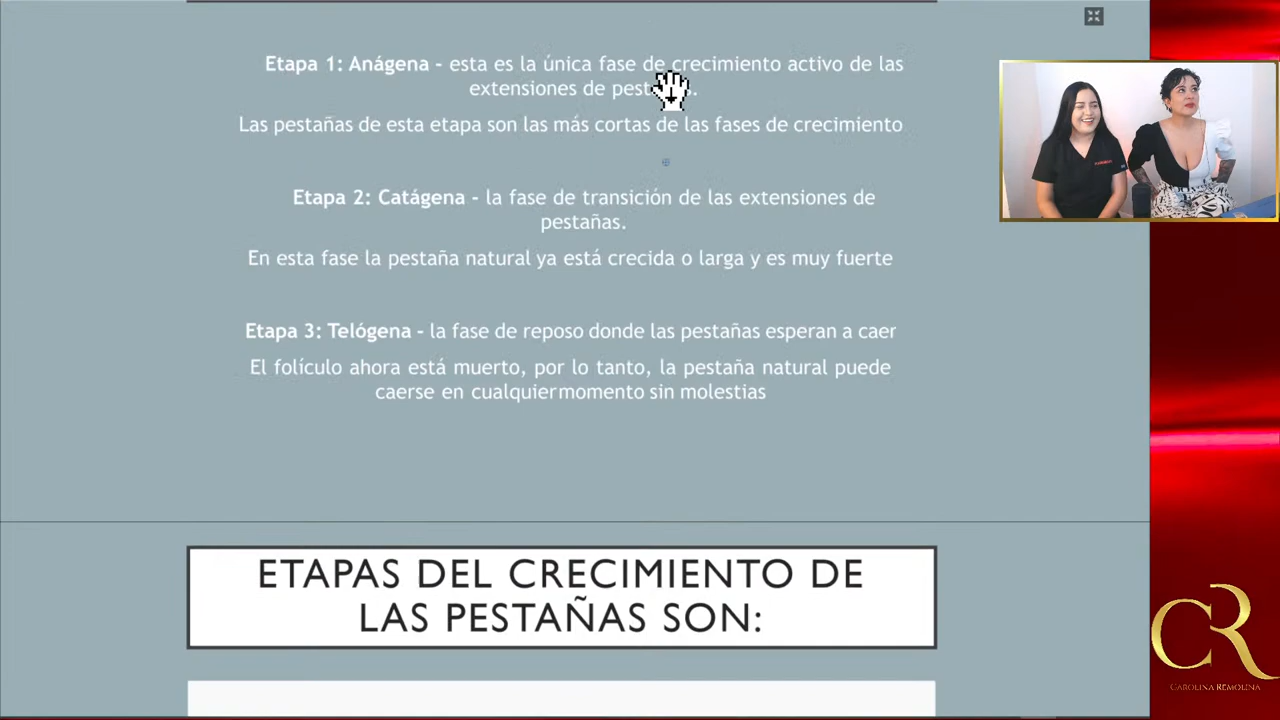 Etapa 1: Anágena - esta es la única fase de crecimiento activo de las
extensiones de
Las pestañas de esta etapa son las más cortas de las fases de crecimiento
Etapa 2: Catágena - la fase de transición de las extensiones de
pestañas.
En esta fase la pestaña natural ya está crecida o larga y es muy fuerte
Etapa 3: Telógena - la fase de reposo donde las pestañas esperan a caer
El folículo ahora está muerto, por lo tanto, la pestaña natural puede
caerse en cualquiermomento sin molestias
ETAPAS DEL CRECIMIENTO DE
LAS PESTAÑAS SON:
CR
CAROLINA REMOLINA